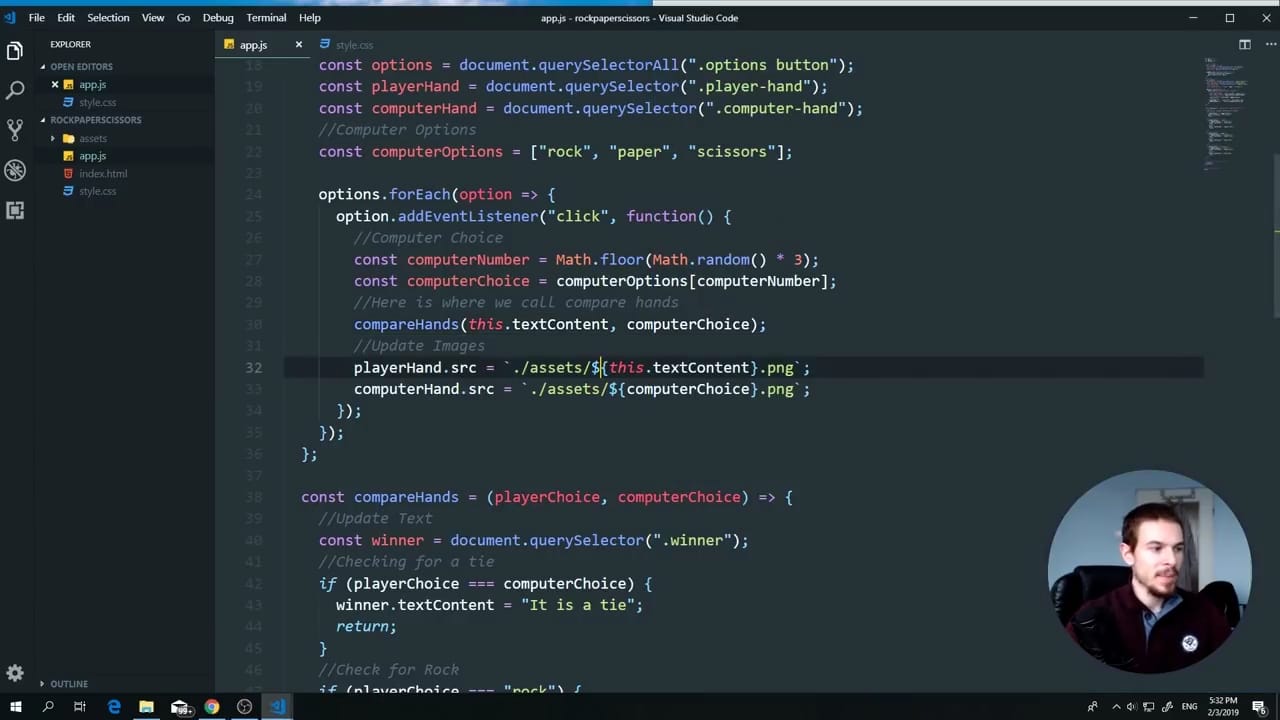 File Edit Selection View Go Debug Terminal Help
app.js - rockpaperscissors - Visual Studio Code
EXPLORER
OPEN EDITORS
app.js
style.css
ROCKPAPERSCISSORS
assets
app.js
index.html
style.css
OUTLINE
app.js style.css
18 const options = document.querySelectorAll(".options button");
19 const playerHand = document.querySelector(".player-hand");
20 const computerHand = document.querySelector(".computer-hand");
21 //Computer Options
22 const computerOptions = ["rock", "paper", "scissors"];
23
24 options.forEach(option => {
25 option.addEventListener("click", function() {
26 //Computer Choice
27 const computerNumber = Math.floor(Math.random() * 3);
28 const computerChoice = computerOptions[computerNumber];
29 //Here is where we call compare hands
30 compareHands(this.textContent, computerChoice);
31 //Update Images
32 playerHand.src = `./assets/${this.textContent}.png`;
33 computerHand.src = `./assets/${computerChoice}.png`;
34 });
35 });
36 };
37
38 const compareHands = (playerChoice, computerChoice) => {
39 //Update Text
40 const winner = document.querySelector(".winner");
41 //Checking for a tie
42 if (playerChoice === computerChoice) {
43 winner.textContent = "It is a tie";
44 return;
45 }
46 //Check for Rock
47 if (playerChoice === "rock") {
99+
ENG
5:32 PM
2/3/2019